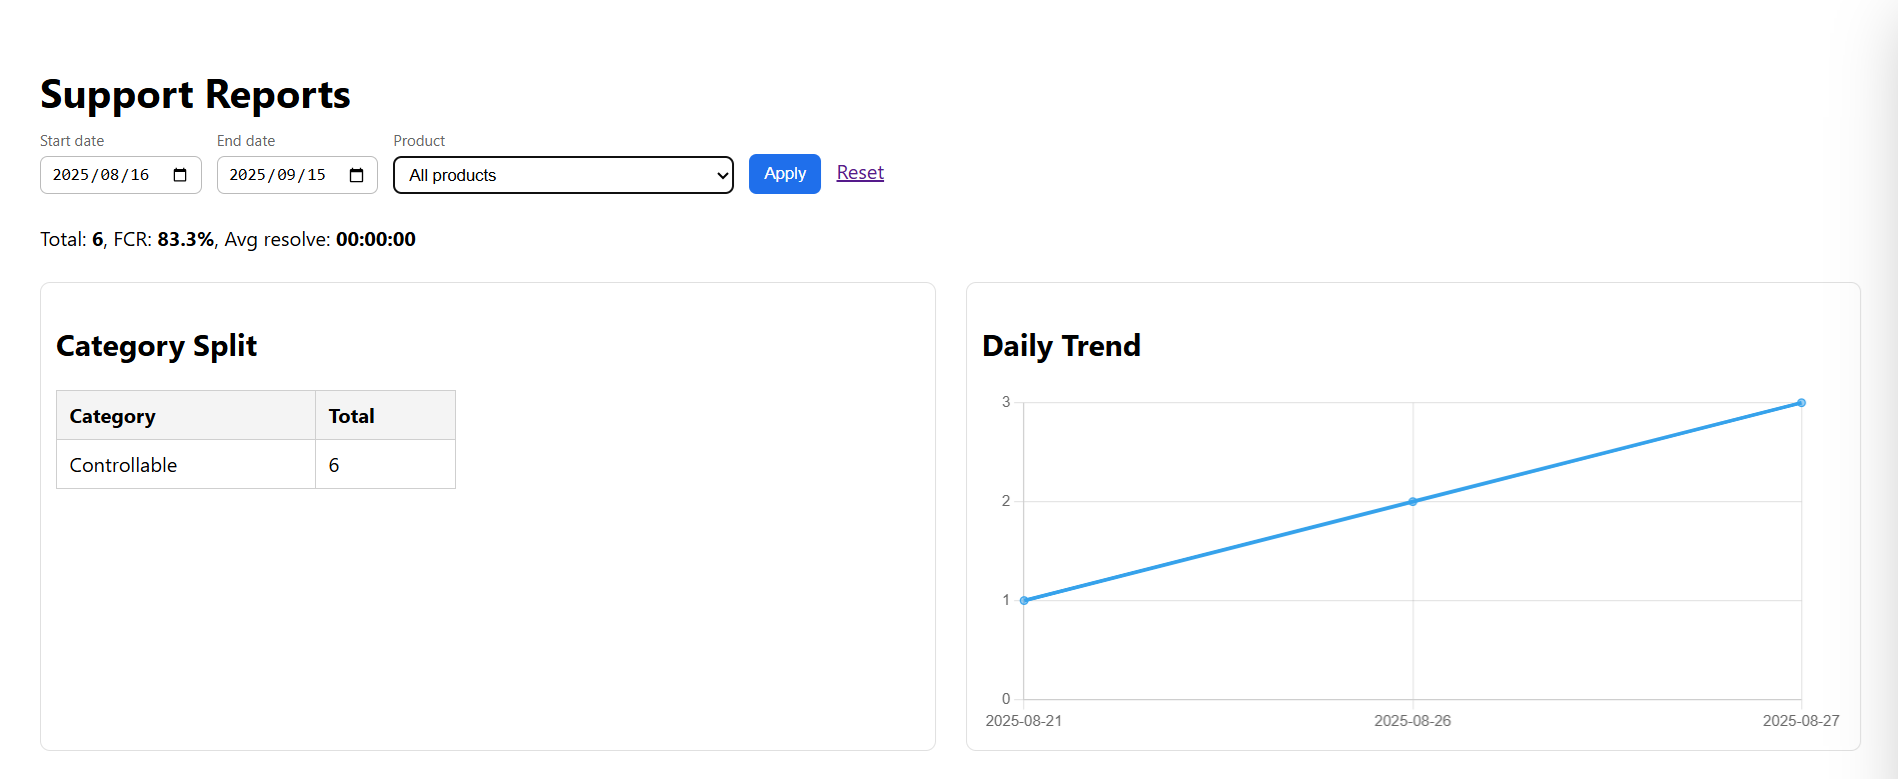 Support Reports
Start date End date Product
2025/08/16 2025/09/15 All products Apply Reset
Total: 6, FCR: 83.3%, Avg resolve: 00:00:00
Category Split
Category Total
Controllable 6
Daily Trend
3
2
1
0
2025-08-21 2025-08-26 2025-08-27